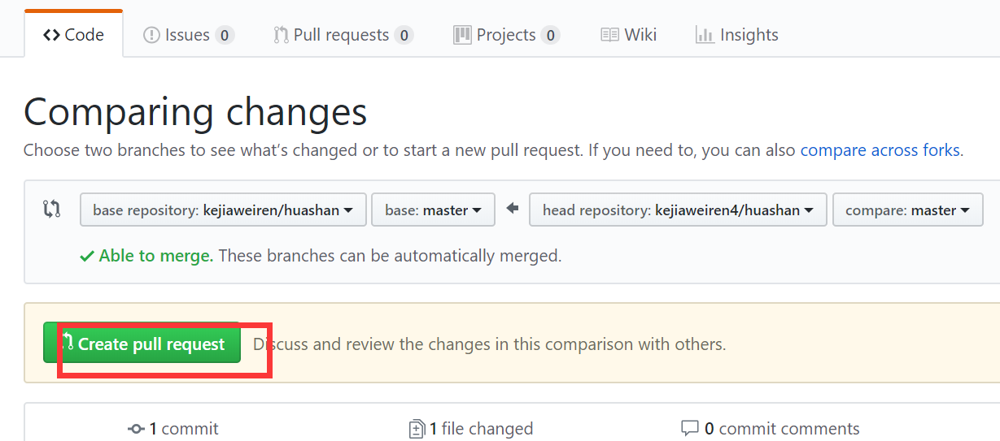 Code Issues 0 Pull requests 0 Projects 0 Wiki Insights
Comparing changes
Choose two branches to see what's changed or to start a new pull request. If you need to, you can also compare across forks.
base repository: kejiaweiren/huashan base: master head repository: kejiaweiren4/huashan compare: master
Able to merge. These branches can be automatically merged.
Create pull request Discuss and review the changes in this comparison with others.
1 commit 1 file changed 0 commit comments